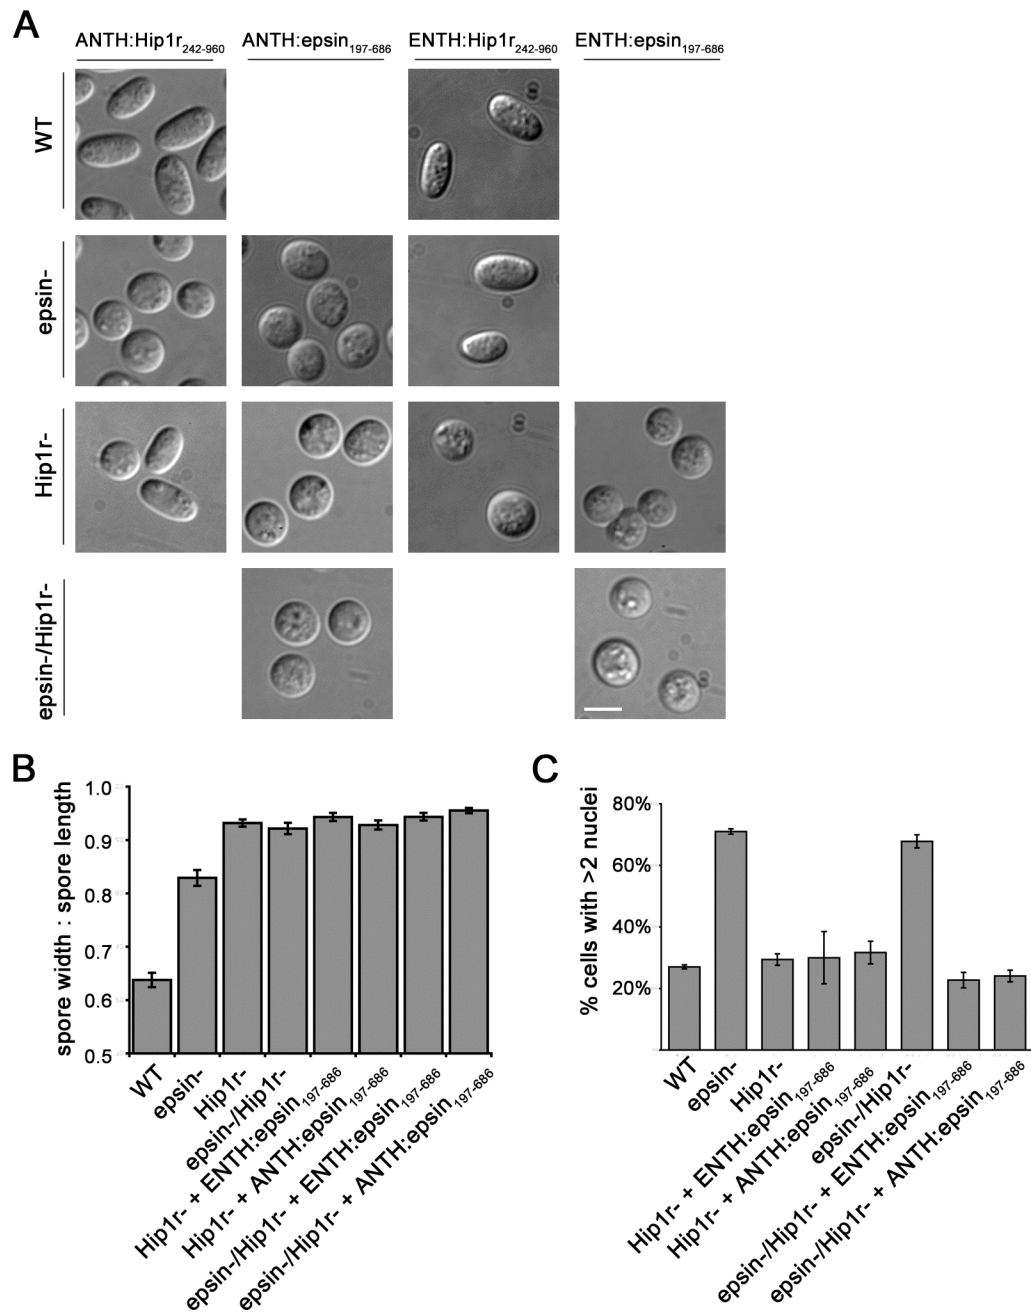 A
ANTH:Hip1r242-960 ANTH:epsin197-686 ENTH:Hip1r242-960 ENTH:epsin197-686
WT
epsin-
Hip1r-
epsin-/Hip1r-
B
spore width : spore length
1.0
0.9
0.8
0.7
0.6
0.5
WT
epsin-
Hip1r-
epsin-/Hip1r-
Hip1r- + ENTH:epsin197-686
Hip1r- + ANTH:epsin197-686
epsin-/Hip1r- + ENTH:epsin197-686
epsin-/Hip1r- + ANTH:epsin197-686
C
% cells with >2 nuclei
80%
60%
40%
20%
WT
epsin-
Hip1r-
Hip1r- + ENTH:epsin197-686
Hip1r- + ANTH:epsin197-686
epsin-/Hip1r-
epsin-/Hip1r- + ENTH:epsin197-686
epsin-/Hip1r- + ANTH:epsin197-686